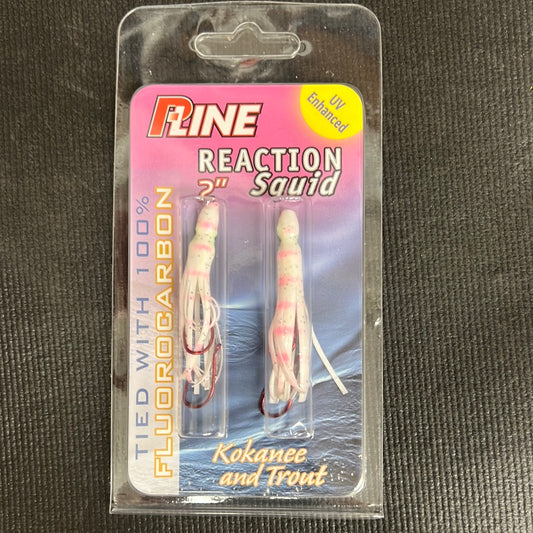 P-LINE
UV
Enhanced
REACTION
2" Squid
TIED WITH 100%
FLUOROCARBON
Kokanee
and Trout